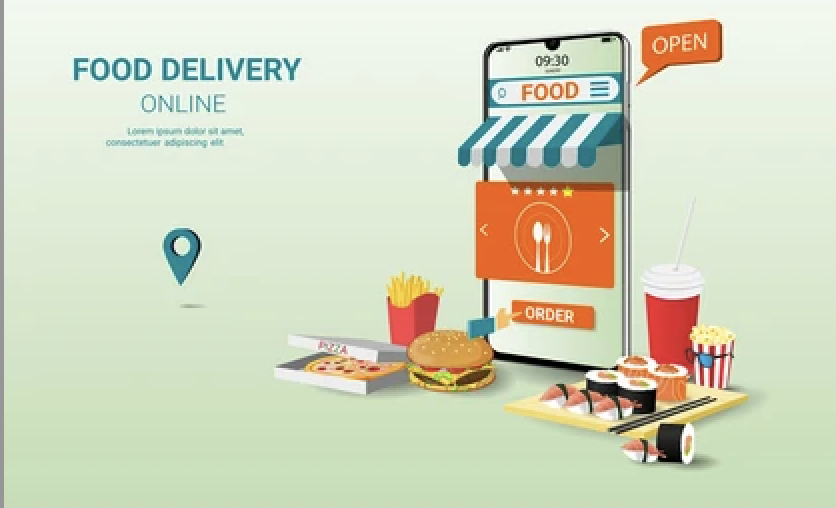 FOOD DELIVERY
ONLINE
Lorem ipsum dolor sit amet,
consectetuer adipiscing elit
OPEN
09:30
FOOD
ORDER
PIZZA